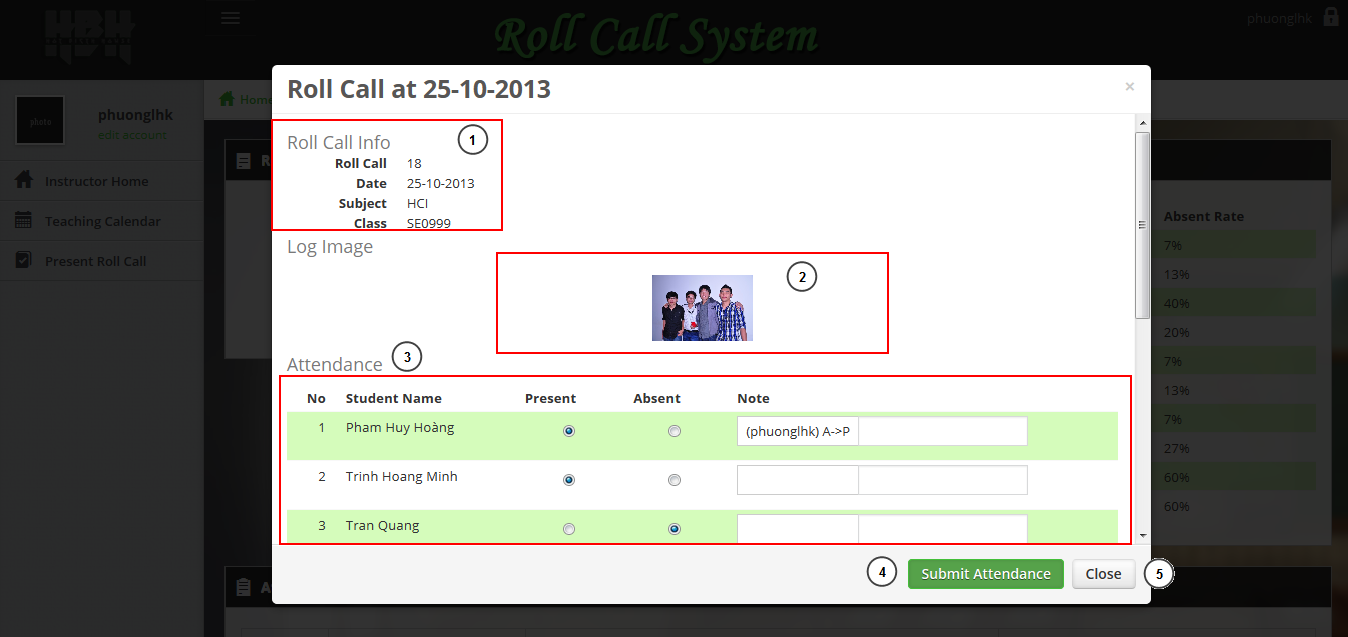 Roll Call System
phuonglhk
photo
phuonglhk
edit account
Instructor Home
Teaching Calendar
Present Roll Call
Home
Roll Call at 25-10-2013
×
Roll Call Info
1
Roll Call 18
Date 25-10-2013
Subject HCI
Class SE0999
Log Image
2
Attendance
3
No Student Name Present Absent Note
1 Pham Huy Hoàng (phuonglhk) A->P
2 Trinh Hoang Minh
3 Tran Quang
4
Submit Attendance
Close
5
Absent Rate
7%
13%
40%
20%
7%
13%
7%
27%
60%
60%